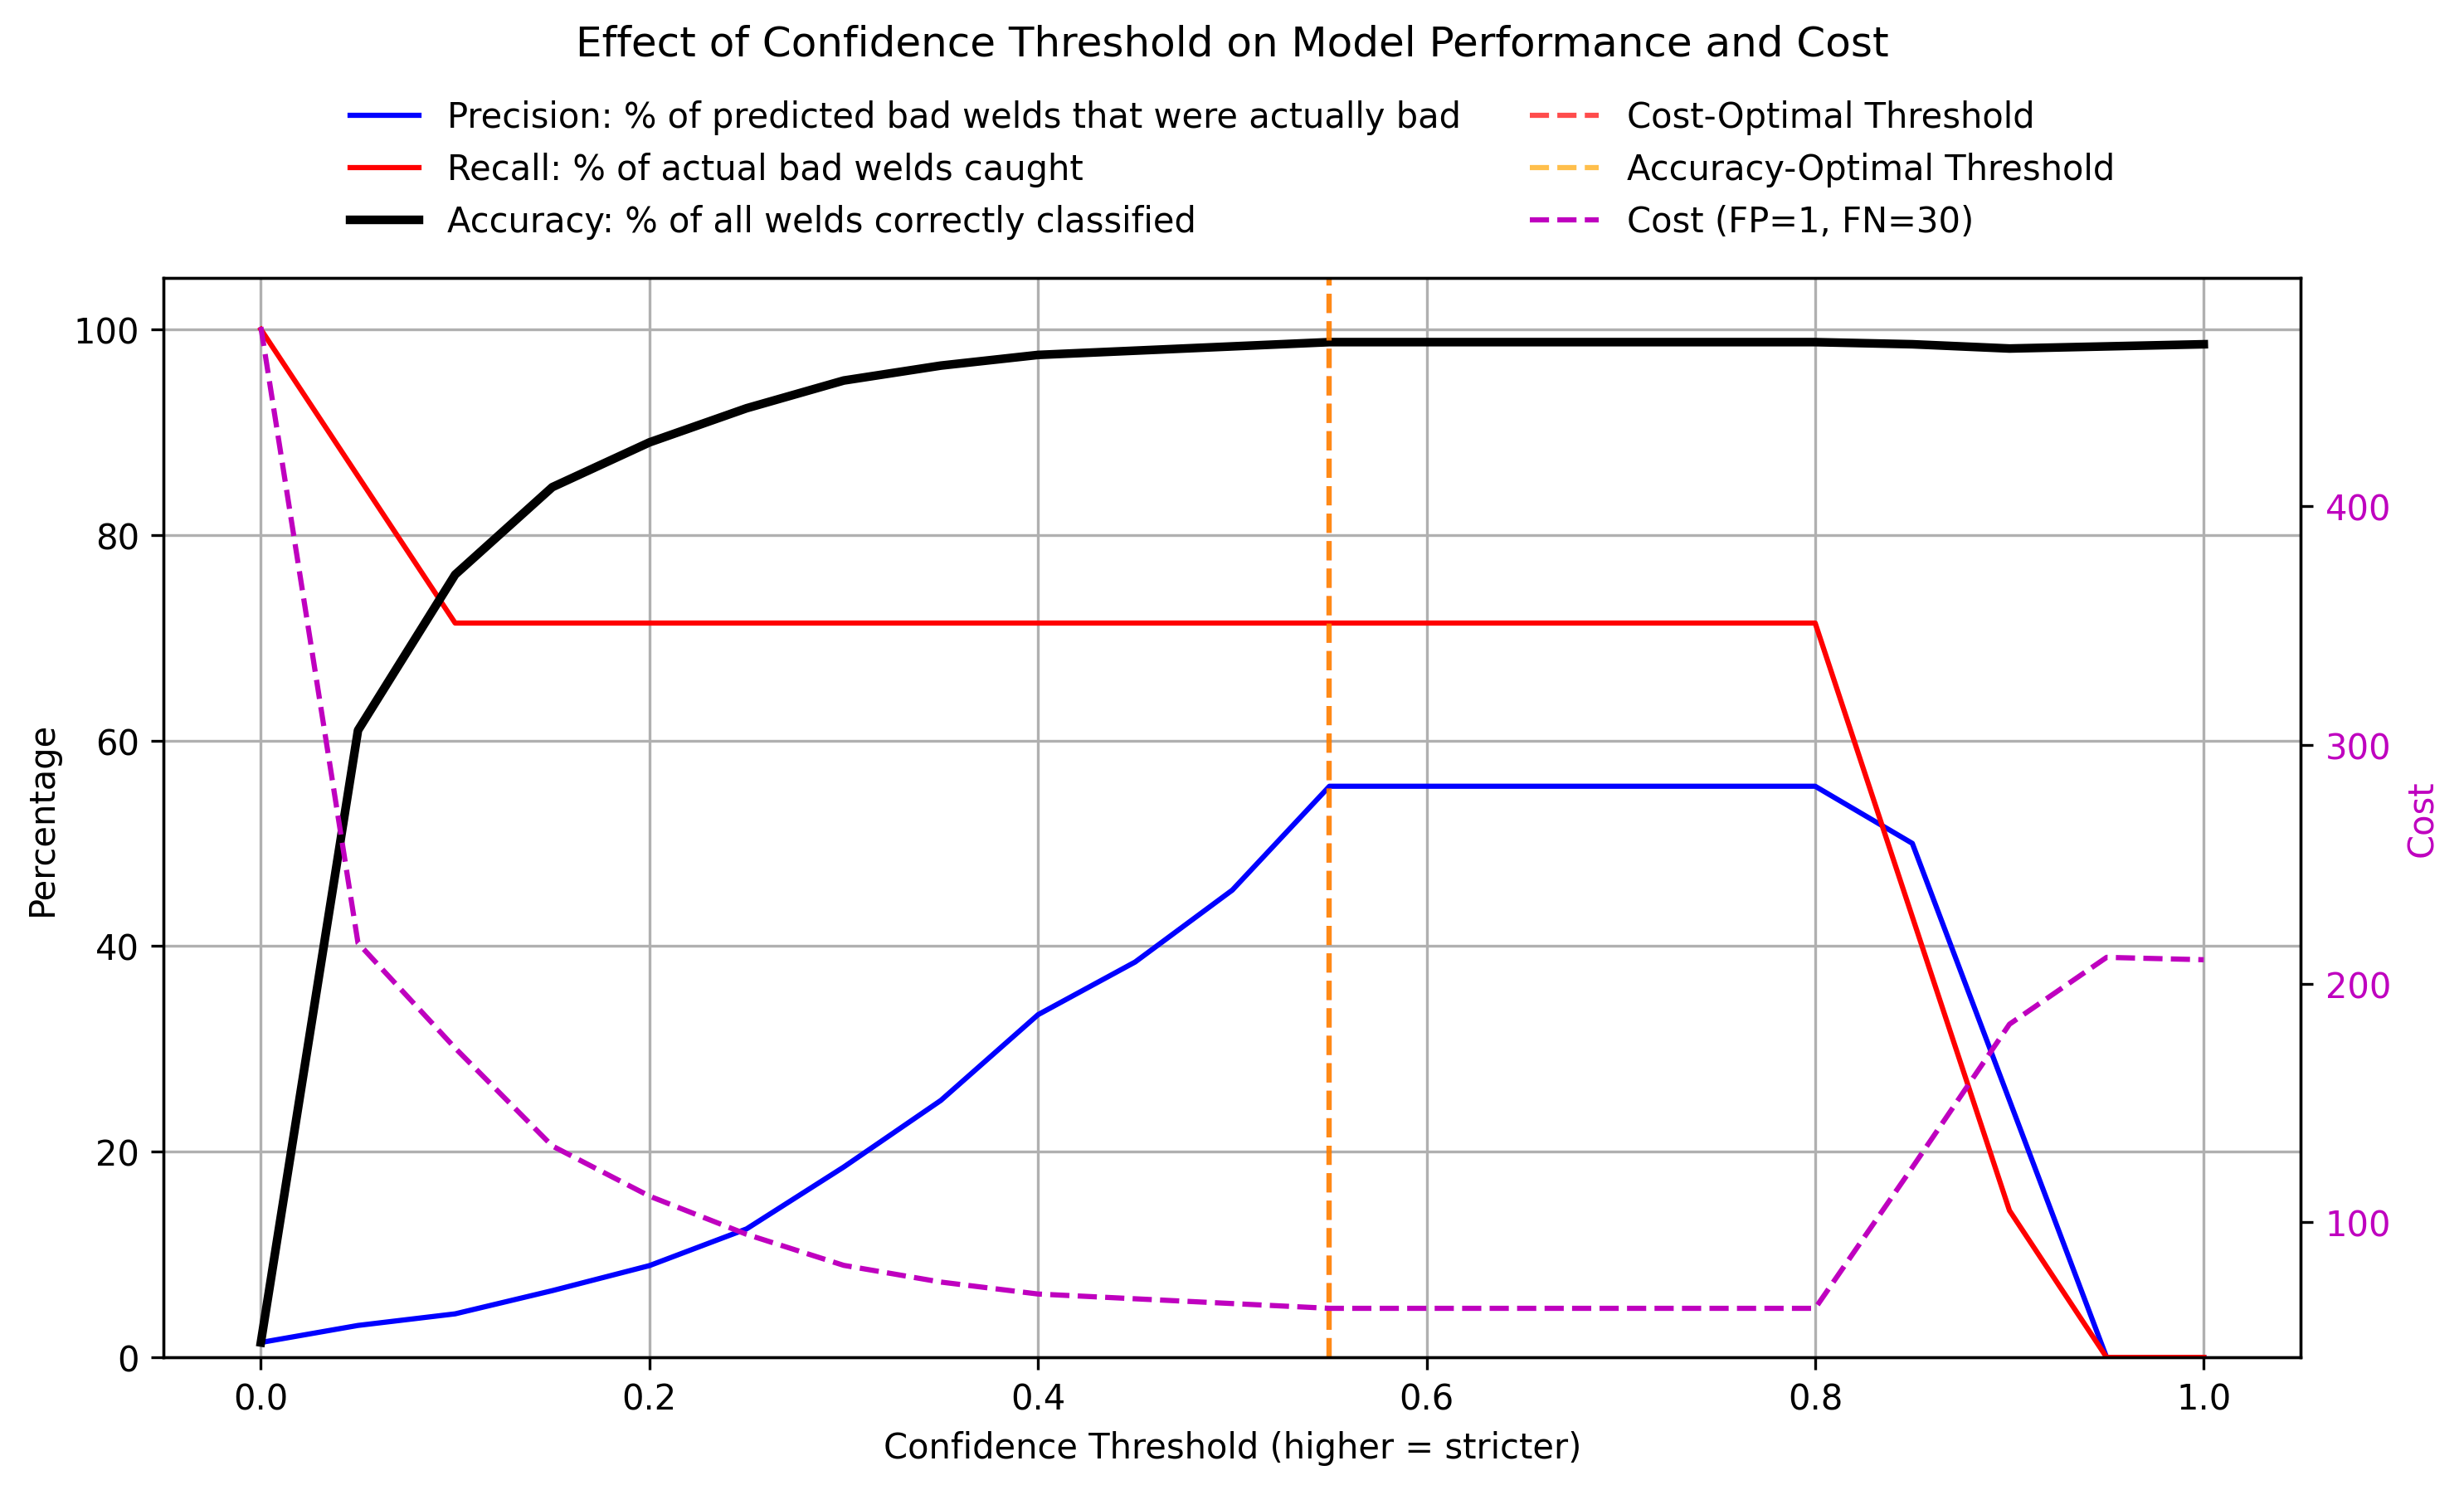 Effect of Confidence Threshold on Model Performance and Cost
Precision: % of predicted bad welds that were actually bad
Recall: % of actual bad welds caught
Accuracy: % of all welds correctly classified
Cost-Optimal Threshold
Accuracy-Optimal Threshold
Cost (FP=1, FN=30)
Percentage
100
80
60
40
20
0
400
300
200
100
Cost
0.0
0.2
0.4
0.6
0.8
1.0
Confidence Threshold (higher = stricter)